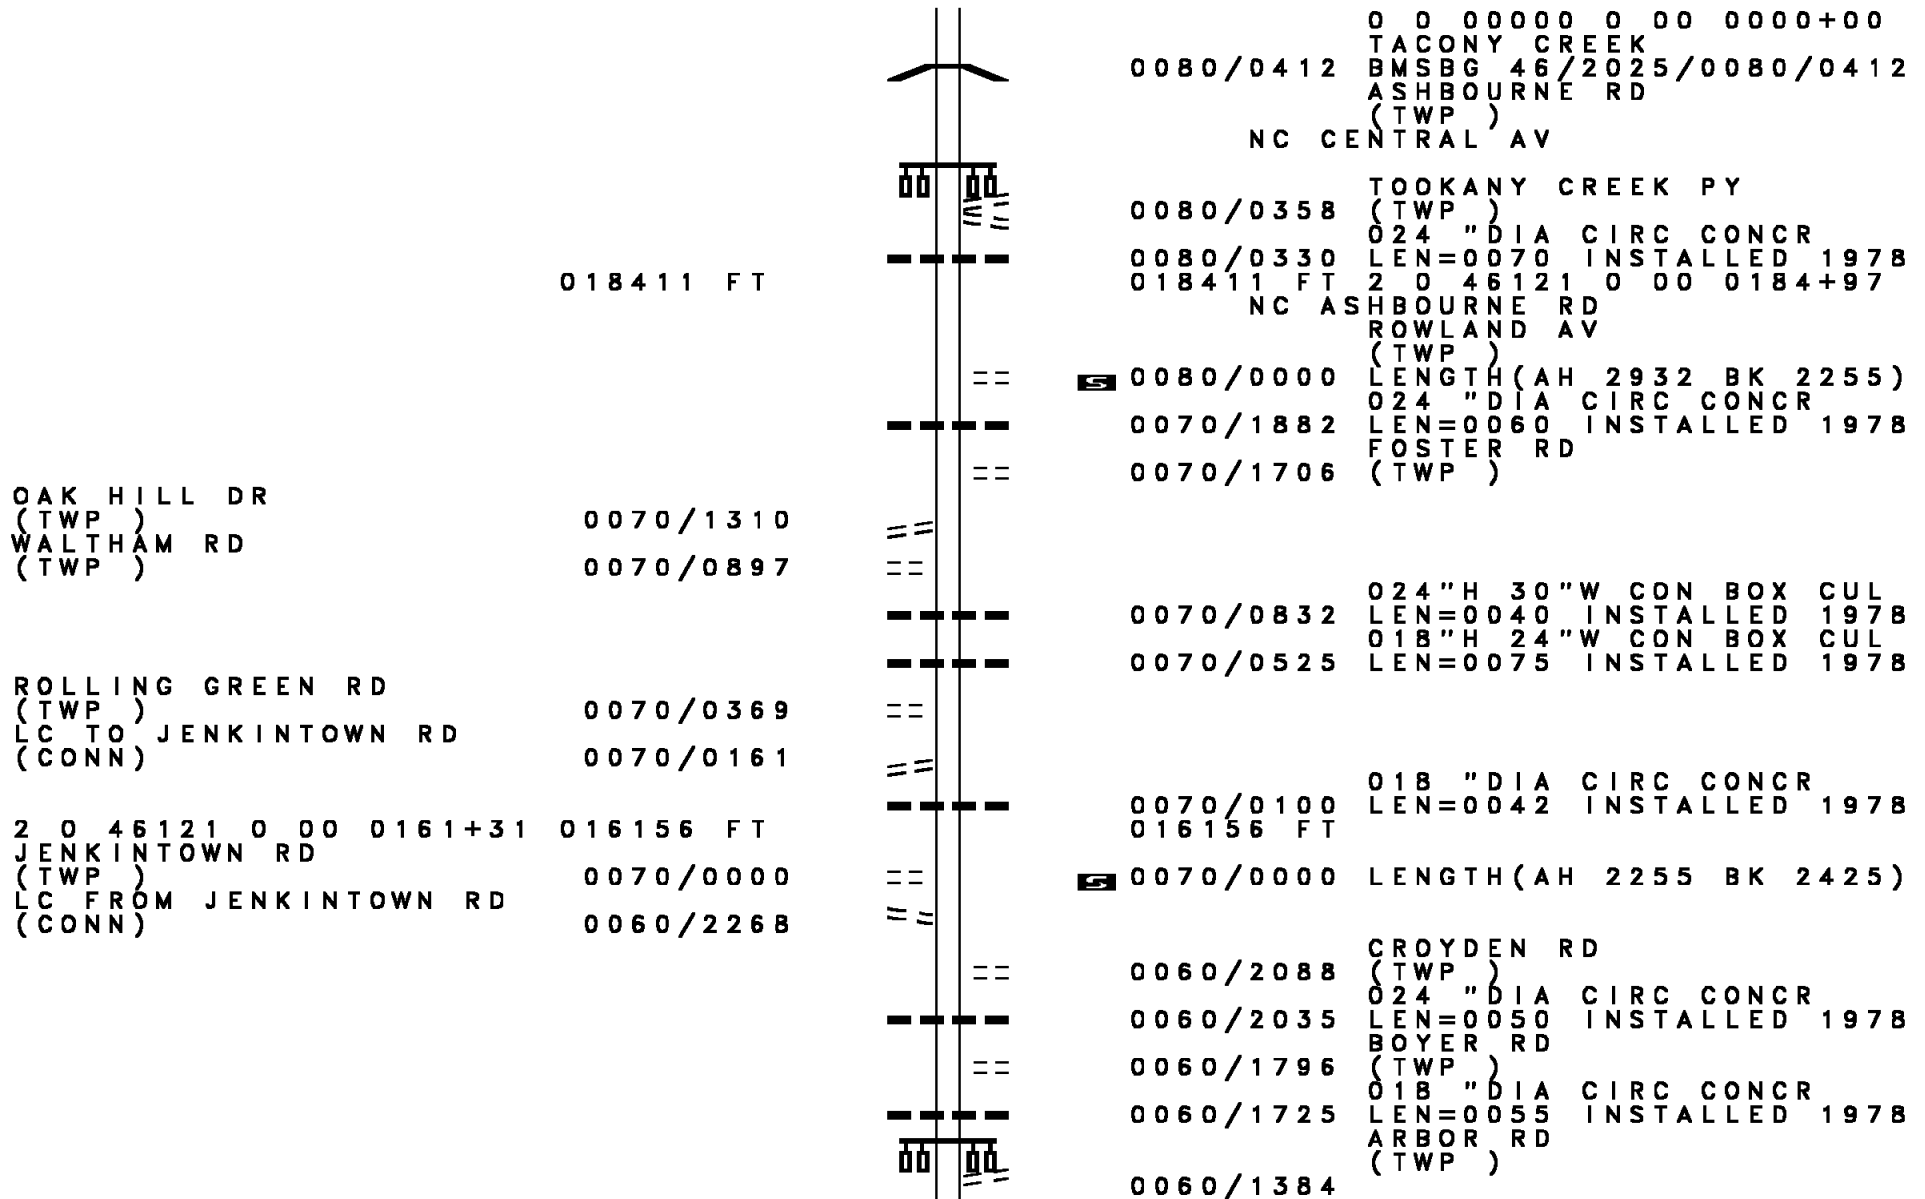 0 0 00000 0 00 0000+00
TACONY CREEK
0080/0412 BMSBG 46/2025/0080/0412
ASHBOURNE RD
(TWP )
NC CENTRAL AV
TOOKANY CREEK PY
0080/0358 (TWP )
024 "DIA CIRC CONCR
0080/0330 LEN=0070 INSTALLED 1978
018411 FT 018411 FT 2 0 46121 0 00 0184+97
NC ASHBOURNE RD
ROWLAND AV
(TWP )
S 0080/0000 LENGTH(AH 2932 BK 2255)
024 "DIA CIRC CONCR
0070/1882 LEN=0060 INSTALLED 1978
FOSTER RD
0070/1706 (TWP )
OAK HILL DR
(TWP ) 0070/1310
WALTHAM RD
(TWP ) 0070/0897
024"H 30"W CON BOX CUL
0070/0832 LEN=0040 INSTALLED 1978
018"H 24"W CON BOX CUL
0070/0525 LEN=0075 INSTALLED 1978
ROLLING GREEN RD
(TWP ) 0070/0369
LC TO JENKINTOWN RD
(CONN) 0070/0161
018 "DIA CIRC CONCR
0070/0100 LEN=0042 INSTALLED 1978
2 0 46121 0 00 0161+31 016156 FT 016156 FT
JENKINTOWN RD
(TWP ) 0070/0000 S 0070/0000 LENGTH(AH 2255 BK 2425)
LC FROM JENKINTOWN RD
(CONN) 0060/2268
CROYDEN RD
0060/2088 (TWP )
024 "DIA CIRC CONCR
0060/2035 LEN=0050 INSTALLED 1978
BOYER RD
0060/1796 (TWP )
018 "DIA CIRC CONCR
0060/1725 LEN=0055 INSTALLED 1978
ARBOR RD
(TWP )
0060/1384